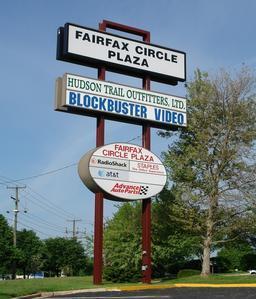 FAIRFAX CIRCLE
PLAZA
HUDSON TRAIL OUTFITTERS, LTD.
BLOCKBUSTER VIDEO
FAIRFAX
CIRCLE PLAZA
RadioShack
STAPLES
at&t
Advance
Auto Parts